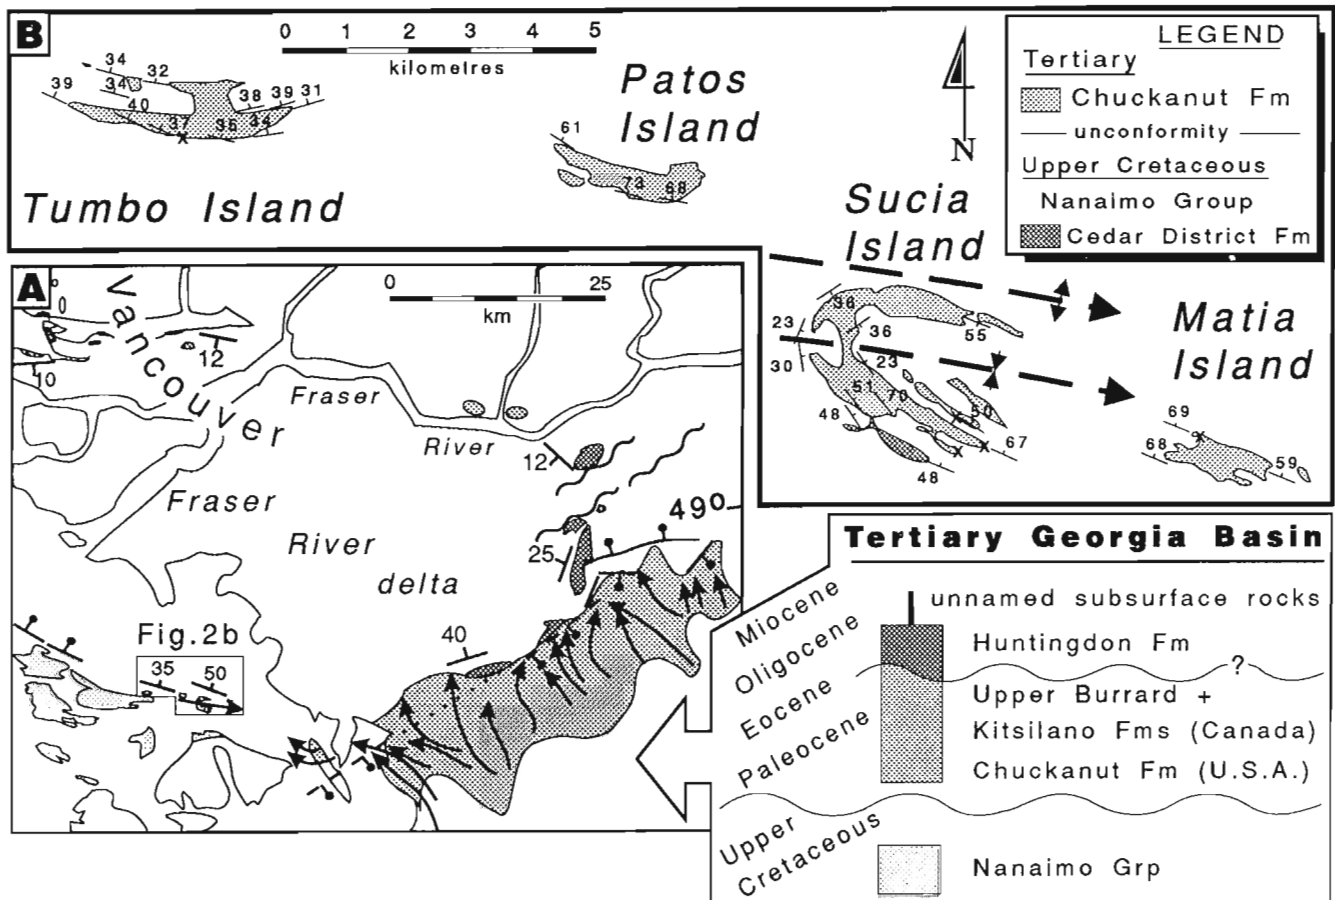 B
0 1 2 3 4 5
kilometres
34
32
39
34
40
38
39
31
37
35
34
X
Tumbo Island
Patos
Island
61
73
68
N
LEGEND
Tertiary
Chuckanut Fm
unconformity
Upper Cretaceous
Nanaimo Group
Cedar District Fm
Sucia
Island
36
23
36
55
30
23
51
70
50
48
X
X
X
67
48
Matia
Island
69
X
68
59
A
Vancouver
0 25
km
12
10
Fraser
River
12
Fraser
River
delta
49o
25
40
Fig.2b
35
50
Tertiary Georgia Basin
Miocene
Oligocene
Eocene
Paleocene
Upper
Cretaceous
unnamed subsurface rocks
Huntingdon Fm
?
Upper Burrard +
Kitsilano Fms (Canada)
Chuckanut Fm (U.S.A.)
Nanaimo Grp